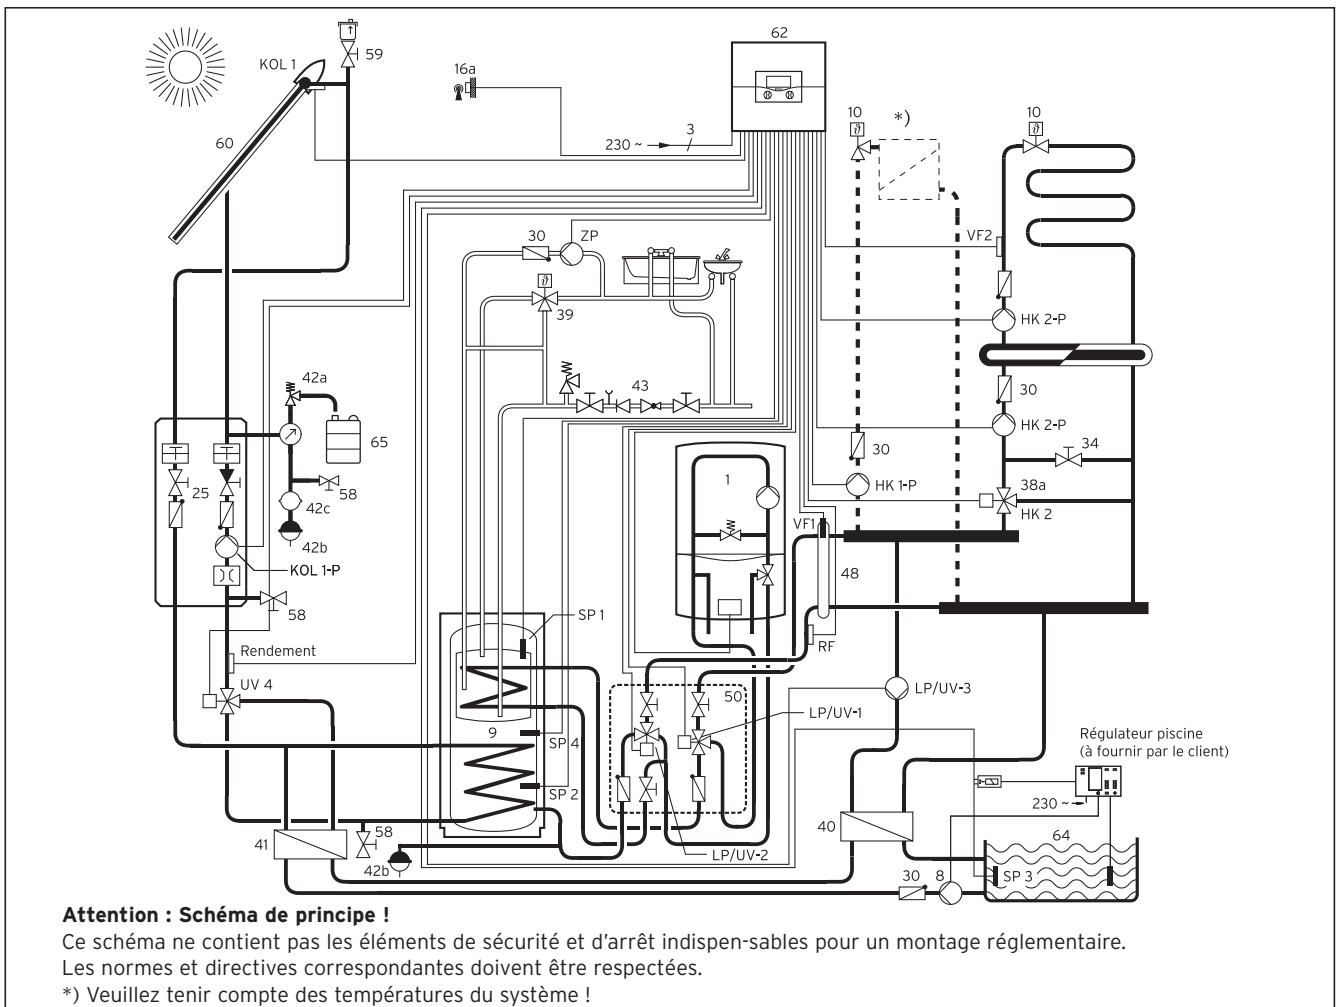 62
59
KOL 1
16a
10
*)
10
3
230 ~
60
30
ZP
VF2
ϑ
ϑ
ϑ
39
HK 2-P
42a
43
30
65
HK 2-P
30
34
25
58
1
38a
42c
HK 1-P
HK 2
VF1
42b
KOL 1-P
48
58
SP 1
Rendement
RF
UV 4
50
LP/UV-3
LP/UV-1
9
SP 4
Régulateur piscine
(à fournir par le client)
SP 2
230 ~
58
40
64
41
LP/UV-2
42b
30
8
SP 3
Attention : Schéma de principe !
Ce schéma ne contient pas les éléments de sécurité et d'arrêt indispen-sables pour un montage réglementaire.
Les normes et directives correspondantes doivent être respectées.
*) Veuillez tenir compte des températures du système !